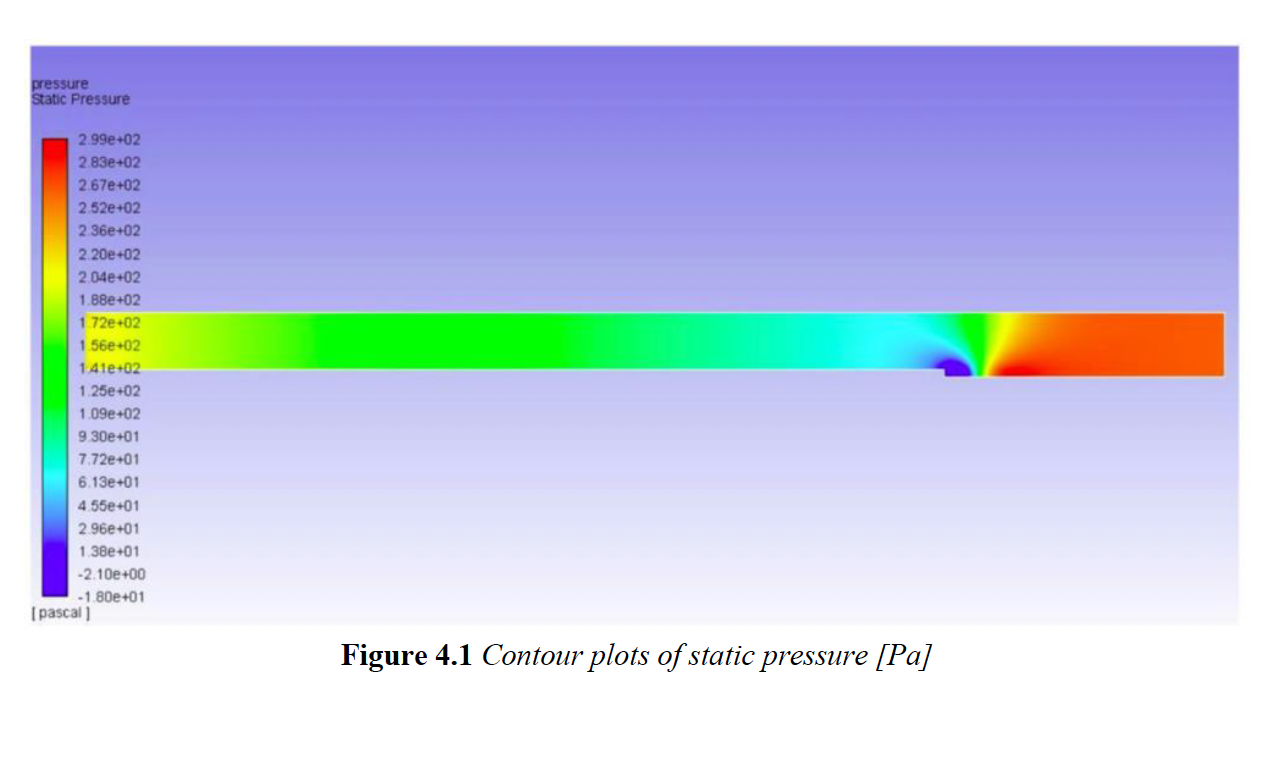 pressure
Static Pressure
2.99e+02
2.83e+02
2.67e+02
2.52e+02
2.36e+02
2.20e+02
2.04e+02
1.88e+02
1.72e+02
1.56e+02
1.41e+02
1.25e+02
1.09e+02
9.30e+01
7.72e+01
6.13e+01
4.55e+01
2.96e+01
1.38e+01
-2.10e+00
-1.80e+01
[ pascal ]
Figure 4.1 Contour plots of static pressure [Pa]